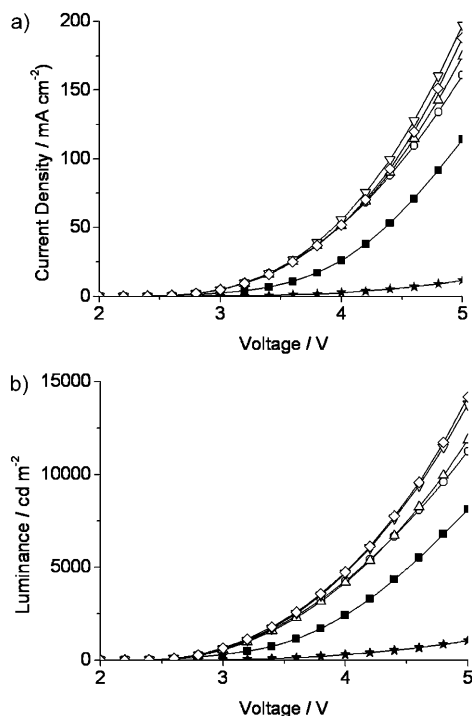 a)
200
150
100
50
0
Current Density / mA cm⁻²
2 3 4 5
Voltage / V
b)
15000
10000
5000
0
Luminance / cd m⁻²
2 3 4 5
Voltage / V